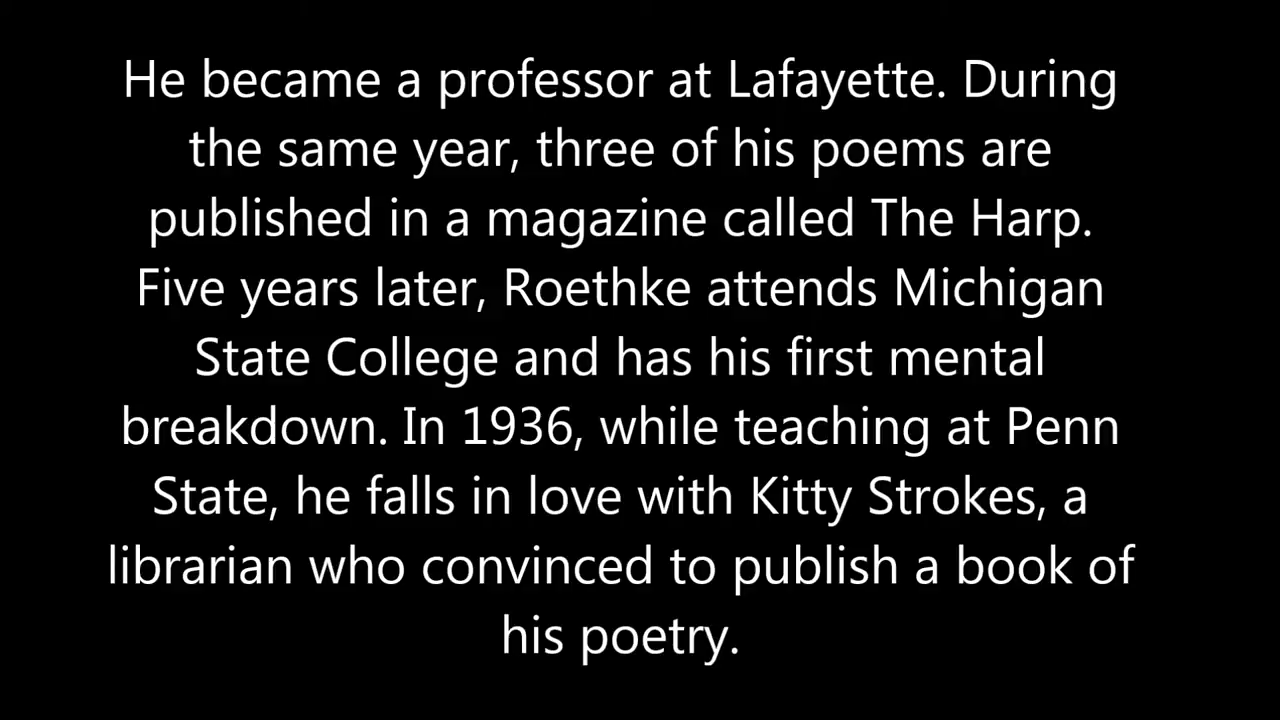 He became a professor at Lafayette. During
the same year, three of his poems are
published in a magazine called The Harp.
Five years later, Roethke attends Michigan
State College and has his first mental
breakdown. In 1936, while teaching at Penn
State, he falls in love with Kitty Strokes, a
librarian who convinced to publish a book of
his poetry.